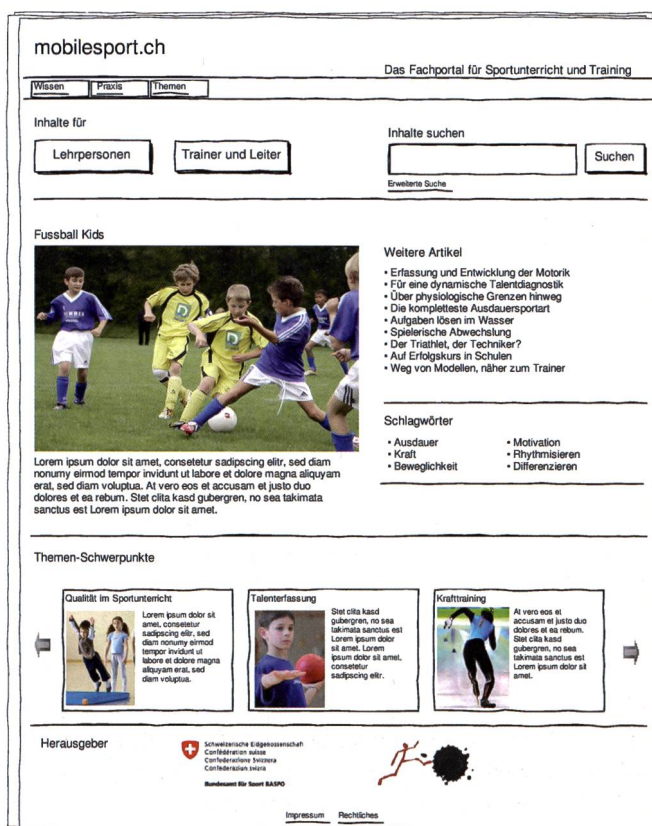 mobilesport.ch
Das Fachportal für Sportunterricht und Training
Wissen
Praxis
Themen
Inhalte für
Lehrpersonen
Trainer und Leiter
Inhalte suchen
Suchen
Erweiterte Suche
Fussball Kids
Lorem ipsum dolor sit amet, consetetur sadipscing elitr, sed diam
nonumy eirmod tempor invidunt ut labore et dolore magna aliquyam
erat, sed diam voluptua. At vero eos et accusam et justo duo
dolores et ea rebum. Stet clita kasd gubergren, no sea takimata
sanctus est Lorem ipsum dolor sit amet.
Weitere Artikel
▪ Erfassung und Entwicklung der Motorik
▪ Für eine dynamische Talentdiagnostik
▪ Über physiologische Grenzen hinweg
▪ Die kompletteste Ausdauersportart
▪ Aufgaben lösen im Wasser
▪ Spielerische Abwechslung
▪ Der Triathlet, der Techniker?
▪ Auf Erfolgskurs in Schulen
▪ Weg von Modellen, näher zum Trainer
Schlagwörter
▪ Ausdauer
▪ Kraft
▪ Beweglichkeit
▪ Motivation
▪ Rhythmisieren
▪ Differenzieren
Themen-Schwerpunkte
Qualität im Sportunterricht
Lorem ipsum dolor sit
amet, consetetur
sadipscing elitr, sed
diam nonumy eirmod
tempor invidunt ut
labore et dolore magna
aliquyam erat, sed
diam voluptua.
Talenterfassung
Stet clita kasd
gubergren, no sea
takimata sanctus est
Lorem ipsum dolor
sit amet. Lorem
ipsum dolor sit amet,
consetetur
sadipscing elitr.
Krafttraining
At vero eos et
accusam et justo duo
dolores et ea rebum.
Stet clita kasd
gubergren, no sea
takimata sanctus est
Lorem ipsum dolor sit
amet.
Herausgeber
Schweizerische Eidgenossenschaft
Confédération suisse
Confederazione Svizzera
Confederaziun svizra
Bundesamt für Sport BASPO
Impressum
Rechtliches